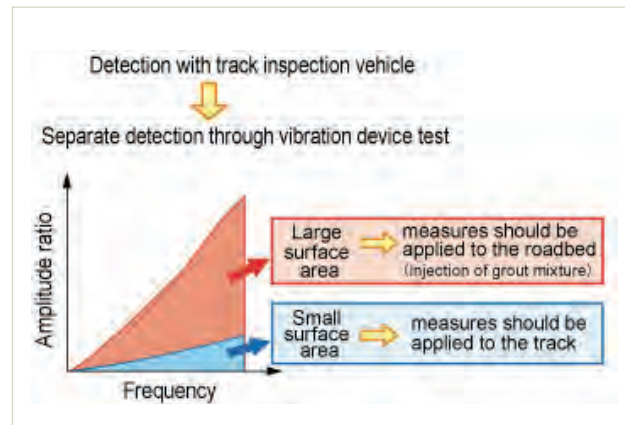 Detection with track inspection vehicle
Separate detection through vibration device test
Amplitude ratio
Frequency
Large
surface
area
measures should be
applied to the roadbed
(injection of grout mixture)
Small
surface
area
measures should be
applied to the track